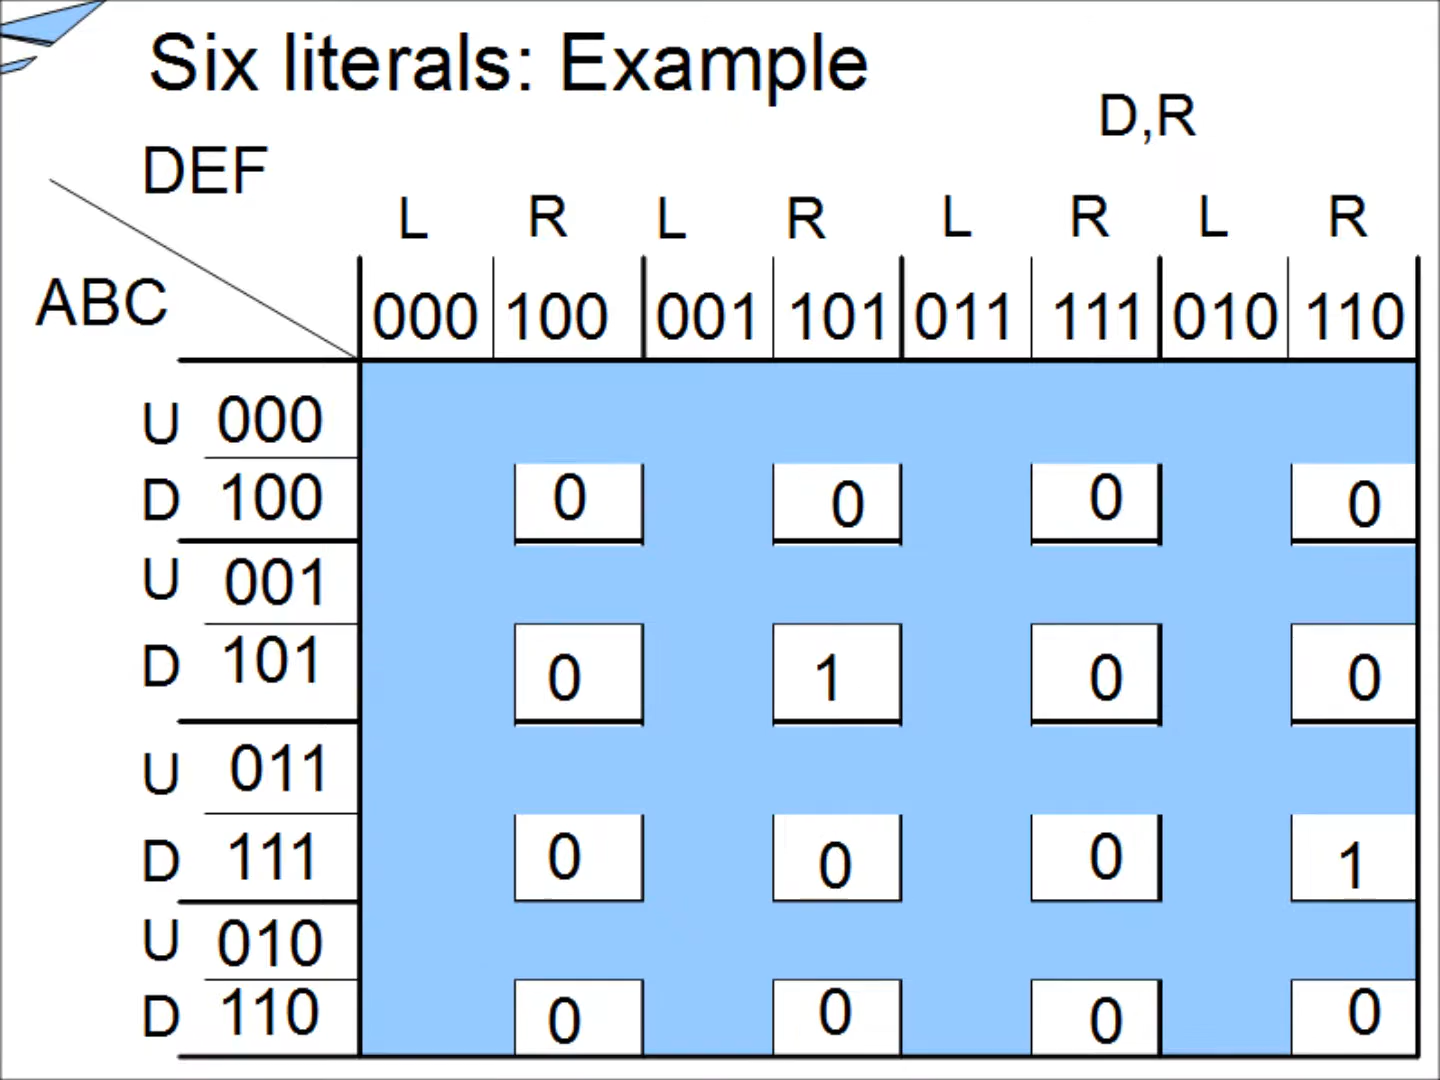 Six literals: Example
D,R
DEF
L R L R L R L R
ABC
000 100 001 101 011 111 010 110
U 000
D 100 0 0 0 0
U 001
D 101 0 1 0 0
U 011
D 111 0 0 0 1
U 010
D 110 0 0 0 0